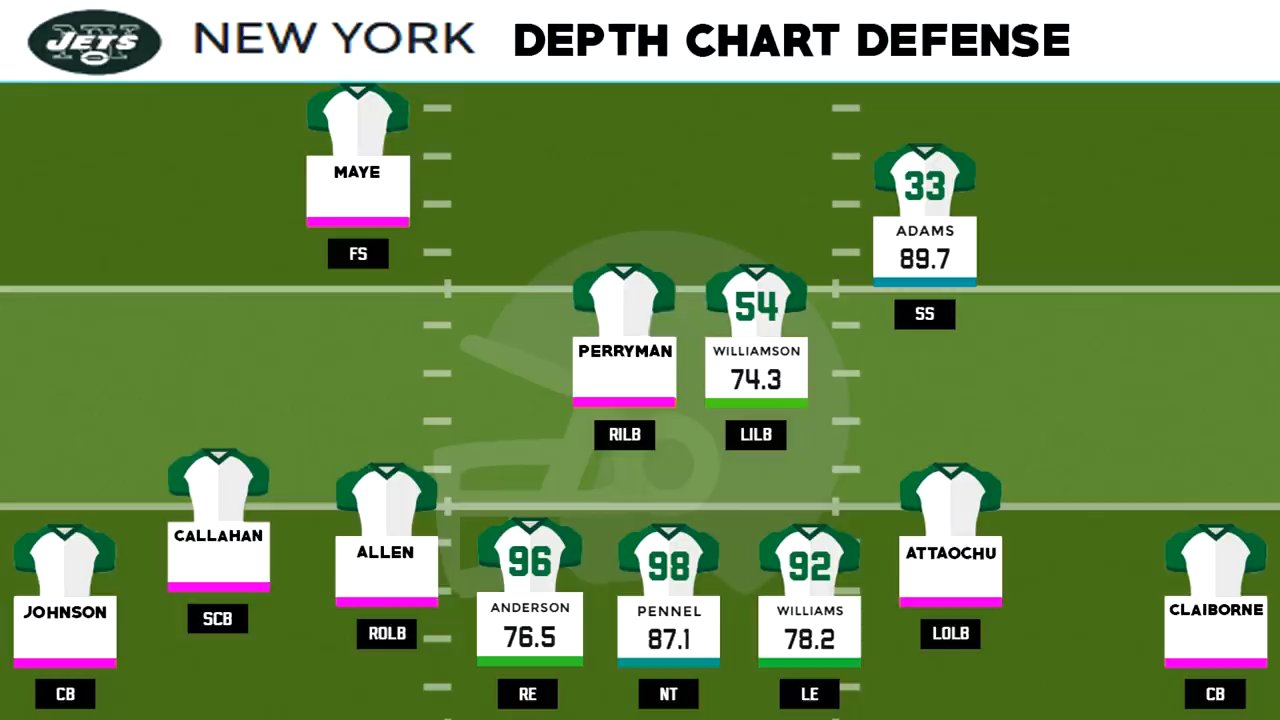 JETS
NEW YORK
DEPTH CHART DEFENSE
MAYE
FS
33
ADAMS
89.7
SS
PERRYMAN
RILB
54
WILLIAMSON
74.3
LILB
JOHNSON
CB
CALLAHAN
SCB
ALLEN
ROLB
96
ANDERSON
76.5
RE
98
PENNEL
87.1
NT
92
WILLIAMS
78.2
LE
ATTAOCHU
LOLB
CLAIBORNE
CB